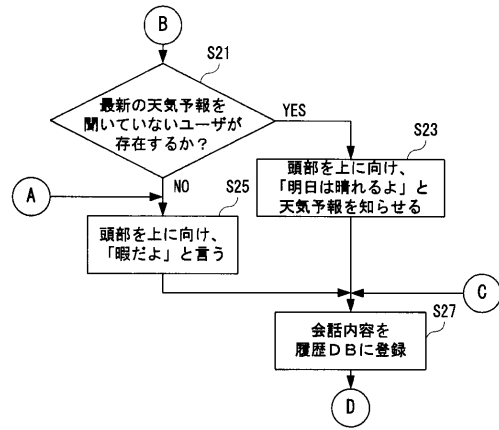 B
S21
最新の天気予報を
聞いていないユーザが
存在するか?
YES
S23
頭部を上に向け、
「明日は晴れるよ」と
天気予報を知らせる
A
NO
S25
頭部を上に向け、
「暇だよ」と言う
C
S27
会話内容を
履歴DBに登録
D